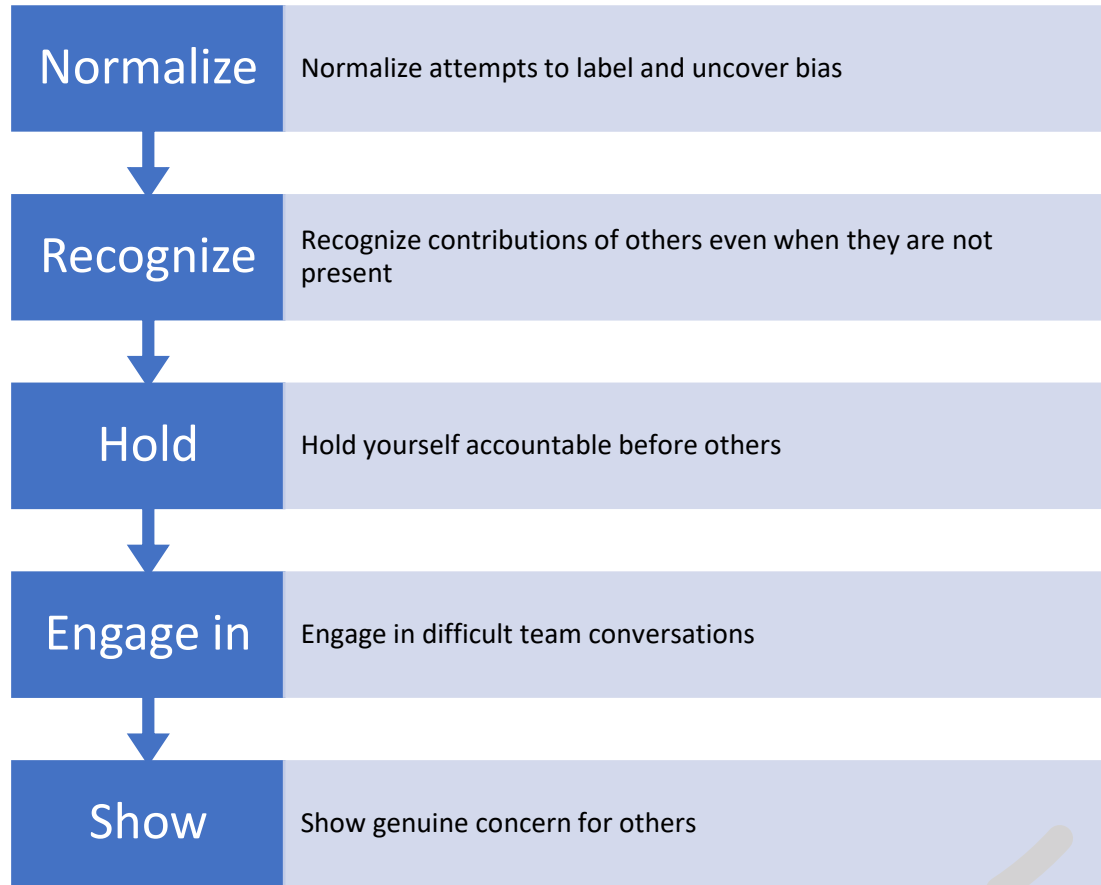 Normalize
Normalize attempts to label and uncover bias
Recognize
Recognize contributions of others even when they are not
present
Hold
Hold yourself accountable before others
Engage in
Engage in difficult team conversations
Show
Show genuine concern for others